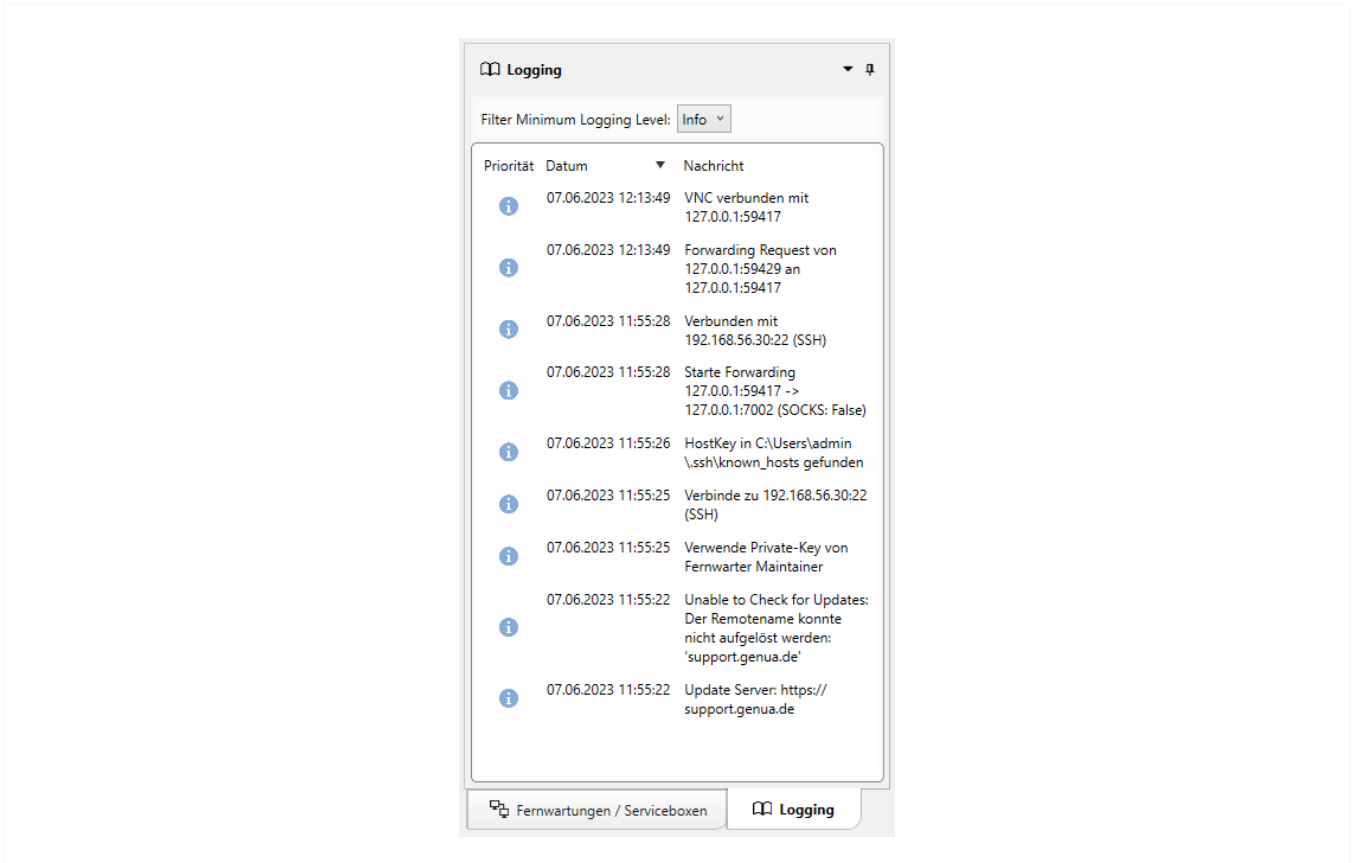 Logging
Filter Minimum Logging Level: Info
Priorität Datum Nachricht
07.06.2023 12:13:49 VNC verbunden mit
127.0.0.1:59417
07.06.2023 12:13:49 Forwarding Request von
127.0.0.1:59429 an
127.0.0.1:59417
07.06.2023 11:55:28 Verbunden mit
192.168.56.30:22 (SSH)
07.06.2023 11:55:28 Starte Forwarding
127.0.0.1:59417 ->
127.0.0.1:7002 (SOCKS: False)
07.06.2023 11:55:26 HostKey in C:\Users\admin
\.ssh\known_hosts gefunden
07.06.2023 11:55:25 Verbinde zu 192.168.56.30:22
(SSH)
07.06.2023 11:55:25 Verwende Private-Key von
Fernwarter Maintainer
07.06.2023 11:55:22 Unable to Check for Updates:
Der Remotename konnte
nicht aufgelöst werden:
'support.genua.de'
07.06.2023 11:55:22 Update Server: https://
support.genua.de
Fernwartungen / Serviceboxen Logging